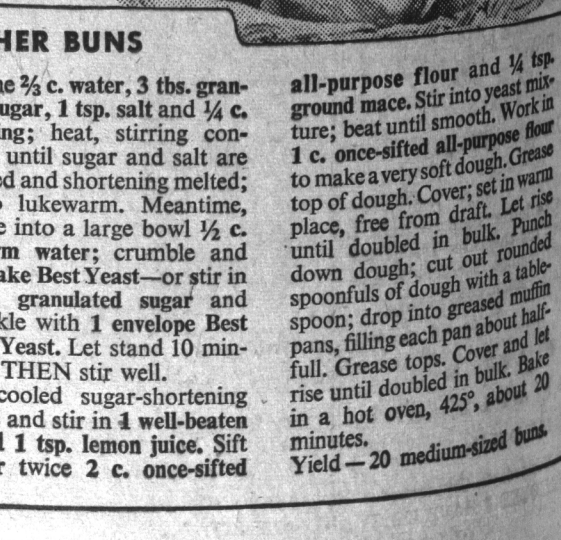 HER BUNS
ne ⅔ c. water, 3 tbs. gran-
ugar, 1 tsp. salt and ¼ c.
ng; heat, stirring con-
until sugar and salt are
d and shortening melted;
lukewarm. Meantime,
e into a large bowl ½ c.
m water; crumble and
ake Best Yeast—or stir in
granulated sugar and
kle with 1 envelope Best
Yeast. Let stand 10 min-
THEN stir well.
cooled sugar-shortening
and stir in 1 well-beaten
1 tsp. lemon juice. Sift
r twice 2 c. once-sifted
all-purpose flour and ¼ tsp.
ground mace. Stir into yeast mix-
ture; beat until smooth. Work in
1 c. once-sifted all-purpose flour
to make a very soft dough. Grease
top of dough. Cover; set in warm
place, free from draft. Let rise
until doubled in bulk. Punch
down dough; cut out rounded
spoonfuls of dough with a table-
spoon; drop into greased muffin
pans, filling each pan about half-
full. Grease tops. Cover and let
rise until doubled in bulk. Bake
in a hot oven, 425°, about 20
minutes.
Yield — 20 medium-sized buns.